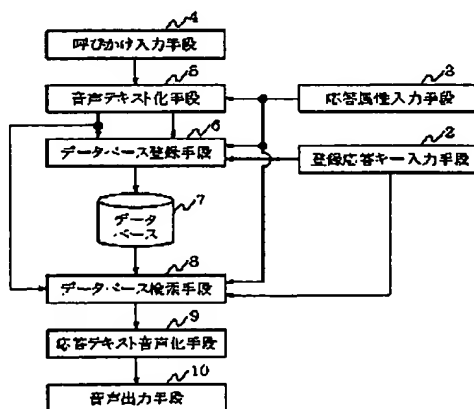 4
呼びかけ入力手段
5
音声テキスト化手段
3
応答属性入力手段
6
データベース登録手段
2
登録応答キー入力手段
7
データ
ベース
8
データベース検索手段
9
応答テキスト音声化手段
10
音声出力手段